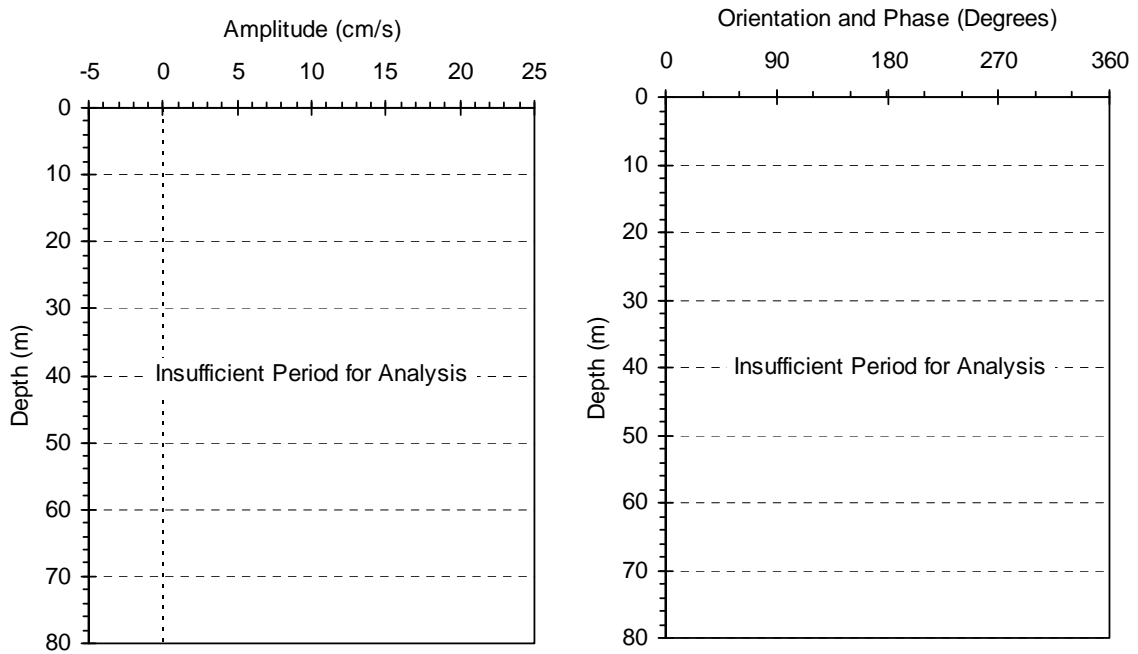 Amplitude (cm/s)
-5 0 5 10 15 20 25
0
10
20
30
40
50
60
70
80
Depth (m)
Insufficient Period for Analysis
Orientation and Phase (Degrees)
0 90 180 270 360
0
10
20
30
40
50
60
70
80
Depth (m)
Insufficient Period for Analysis